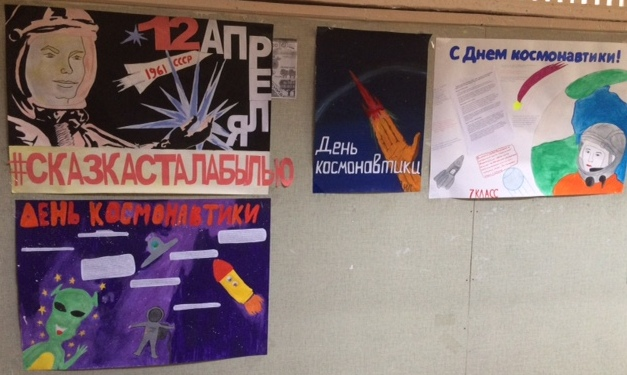 12 АПРЕЛЯ
1961 СССР
#СКАЗКАСТАЛАБЫЛЬЮ
День
космонавтики
С Днем космонавтики!
7 КЛАСС
ДЕНЬ КОСМОНАВТИКИ